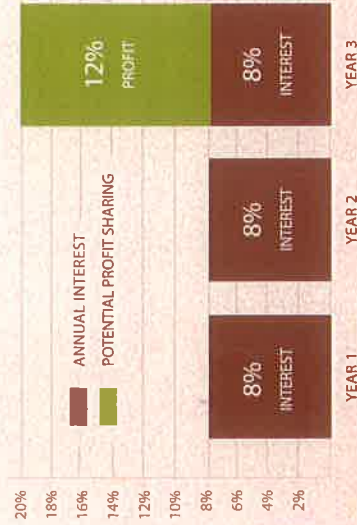 20%
18%
16%
14%
12%
10%
8%
6%
4%
2%
ANNUAL INTEREST
POTENTIAL PROFIT SHARING
8%
INTEREST
8%
INTEREST
12%
PROFIT
8%
INTEREST
YEAR 1
YEAR 2
YEAR 3